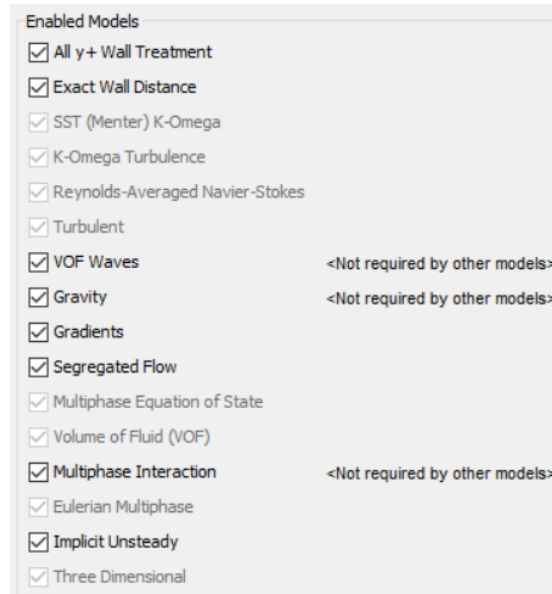 Enabled Models
All y+ Wall Treatment
Exact Wall Distance
SST (Menter) K-Omega
K-Omega Turbulence
Reynolds-Averaged Navier-Stokes
Turbulent
VOF Waves <Not required by other models>
Gravity <Not required by other models>
Gradients
Segregated Flow
Multiphase Equation of State
Volume of Fluid (VOF)
Multiphase Interaction <Not required by other models>
Eulerian Multiphase
Implicit Unsteady
Three Dimensional